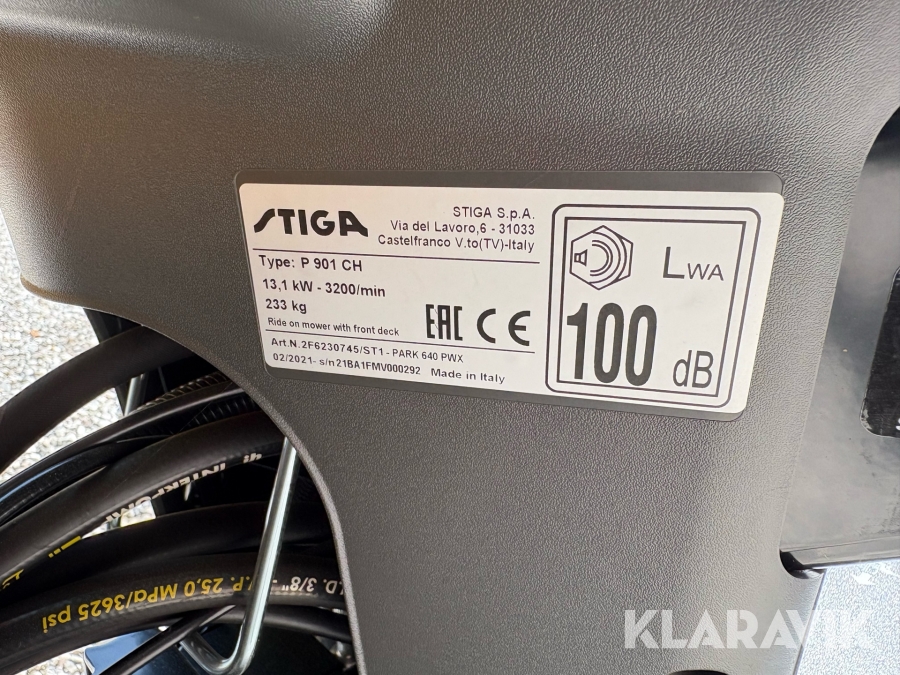 STIGA
STIGA S.p.A.
Via del Lavoro,6 - 31033
Castelfranco V.to(TV)-Italy
Type: P 901 CH
13,1 kW - 3200/min
233 kg
Ride on mower with front deck
EAC CE
Art.N.2F6230745/ST1 - PARK 640 PWX
02/2021- s/n21BA1FMV000292 Made in Italy
LWA
100 dB
.D. 3/8" -
.P. 25.0 MPa/3625 psi
KLARAVIK